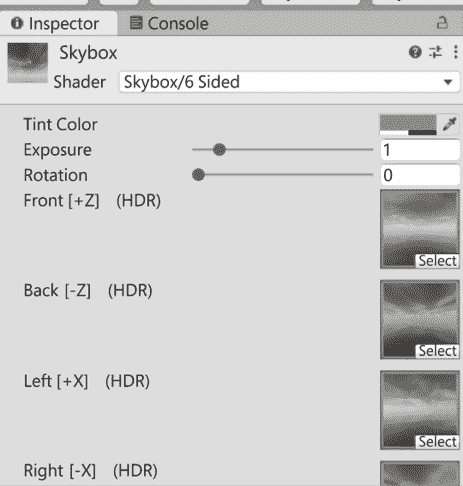 Inspector
Console
Skybox
Shader
Skybox/6 Sided
Tint Color
Exposure
1
Rotation
0
Front [+Z] (HDR)
Select
Back [-Z] (HDR)
Select
Left [+X] (HDR)
Select
Right [-X] (HDR)